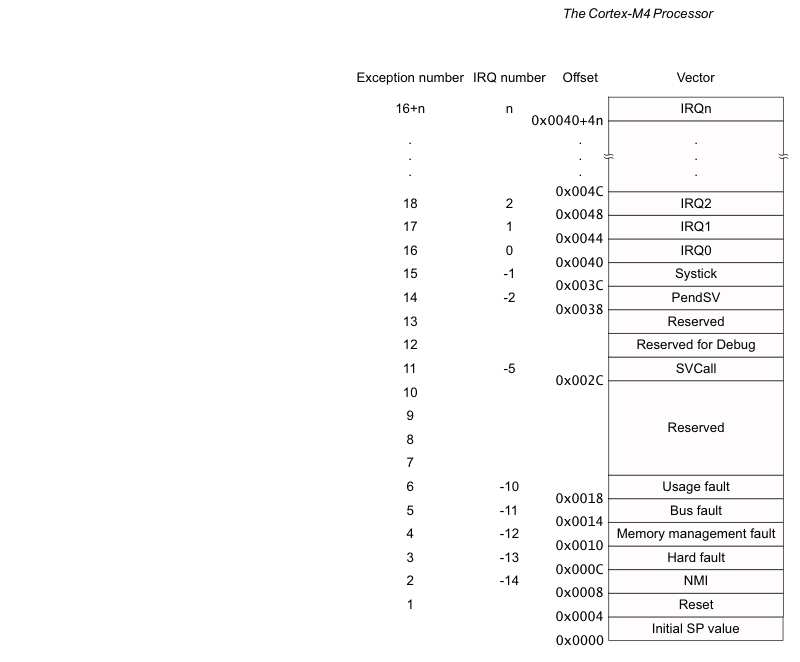 The Cortex-M4 Processor
Exception number IRQ number Offset Vector
16+n n IRQn
0x0040+4n
. . .
. . .
. . .
0x004C
18 2 IRQ2
0x0048
17 1 IRQ1
0x0044
16 0 IRQ0
0x0040
15 -1 Systick
0x003C
14 -2 PendSV
0x0038
13 Reserved
12 Reserved for Debug
11 -5 SVCall
0x002C
10
9
Reserved
8
7
6 -10 Usage fault
0x0018
5 -11 Bus fault
0x0014
4 -12 Memory management fault
0x0010
3 -13 Hard fault
0x000C
2 -14 NMI
0x0008
1 Reset
0x0004
Initial SP value
0x0000